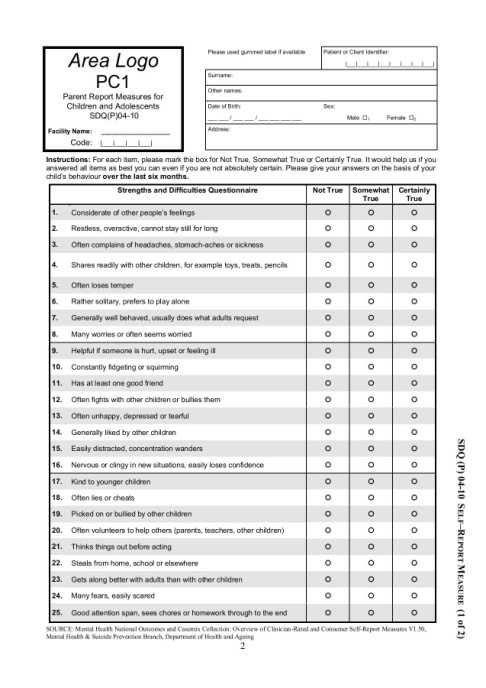 Area Logo
PC1
Parent Report Measures for
Children and Adolescents
SDQ(P)04-10
Facility Name: ___________________
Code: |__|__|__|__|
Please used gummed label if available
Patient or Client Identifier:
|__|__|__|__|__|__|__|__|
Surname:
Other names:
Date of Birth:
Sex:
___ ___ / ___ ___ / ___ ___ ___ ___
Male □1 Female □2
Address:
Instructions: For each item, please mark the box for Not True, Somewhat True or Certainly True. It would help us if you
answered all items as best you can even if you are not absolutely certain. Please give your answers on the basis of your
child's behaviour over the last six months.
Strengths and Difficulties Questionnaire Not True Somewhat True Certainly True
1. Considerate of other people's feelings
2. Restless, overactive, cannot stay still for long
3. Often complains of headaches, stomach-aches or sickness
4. Shares readily with other children, for example toys, treats, pencils
5. Often loses temper
6. Rather solitary, prefers to play alone
7. Generally well behaved, usually does what adults request
8. Many worries or often seems worried
9. Helpful if someone is hurt, upset or feeling ill
10. Constantly fidgeting or squirming
11. Has at least one good friend
12. Often fights with other children or bullies them
13. Often unhappy, depressed or tearful
14. Generally liked by other children
15. Easily distracted, concentration wanders
16. Nervous or clingy in new situations, easily loses confidence
17. Kind to younger children
18. Often lies or cheats
19. Picked on or bullied by other children
20. Often volunteers to help others (parents, teachers, other children)
21. Thinks things out before acting
22. Steals from home, school or elsewhere
23. Gets along better with adults than with other children
24. Many fears, easily scared
25. Good attention span, sees chores or homework through to the end
SDQ (P) 04-10 SELF–REPORT MEASURE (1 of 2)
SOURCE: Mental Health National Outcomes and Casemix Collection: Overview of Clinician-Rated and Consumer Self-Report Measures V1.50,
Mental Health & Suicide Prevention Branch, Department of Health and Ageing
2